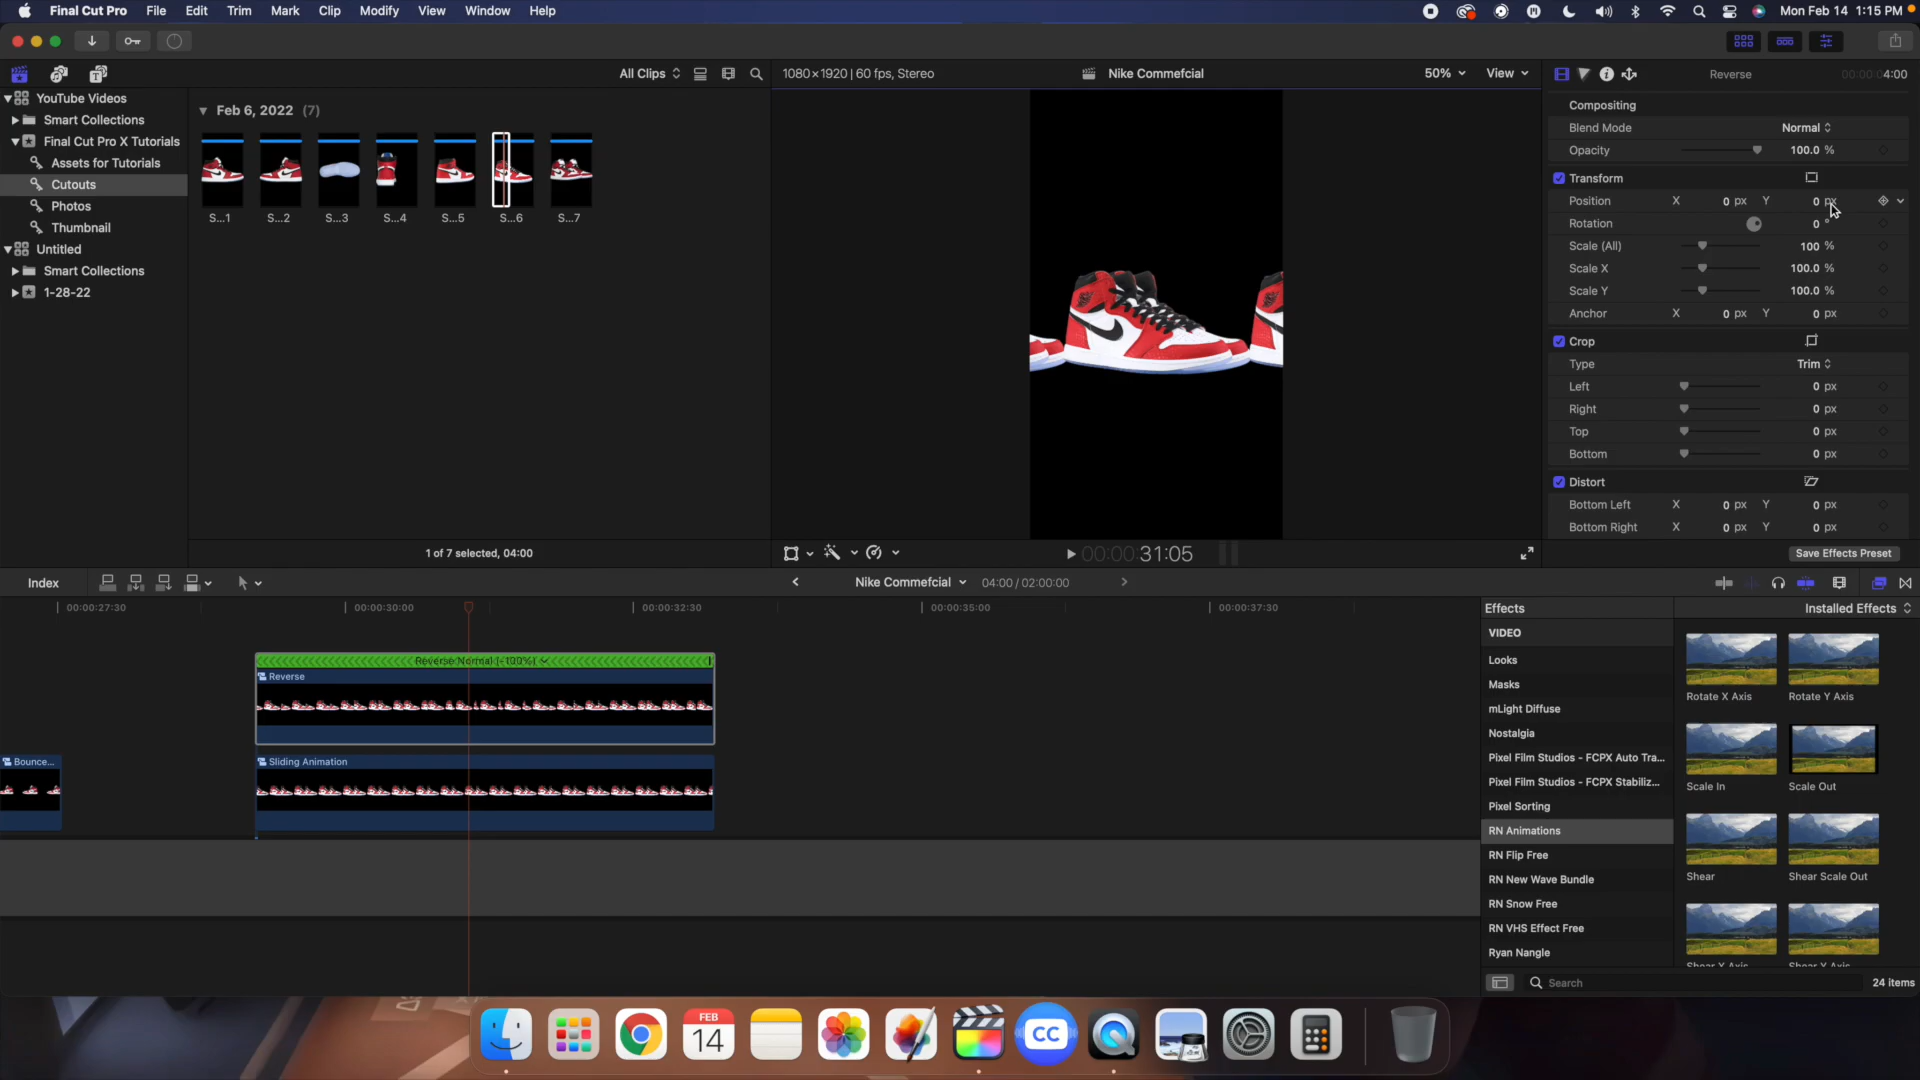 Final Cut Pro File Edit Trim Mark Clip Modify View Window Help Mon Feb 14 1:15 PM
All Clips 1080×1920 | 60 fps, Stereo Nike Commefcial 50% View Reverse 00:00:04:00
YouTube Videos
Smart Collections
Final Cut Pro X Tutorials
Assets for Tutorials
Cutouts
Photos
Thumbnail
Untitled
Smart Collections
1-28-22
Feb 6, 2022 (7)
S...1 S...2 S...3 S...4 S...5 S...6 S...7
1 of 7 selected, 04:00
00:00:31:05
Compositing
Blend Mode Normal
Opacity 100.0 %
Transform
Position X 0 px Y 0 px
Rotation 0 °
Scale (All) 100 %
Scale X 100.0 %
Scale Y 100.0 %
Anchor X 0 px Y 0 px
Crop
Type Trim
Left 0 px
Right 0 px
Top 0 px
Bottom 0 px
Distort
Bottom Left X 0 px Y 0 px
Bottom Right X 0 px Y 0 px
Save Effects Preset
Index Nike Commefcial 04:00 / 02:00:00
00:00:27:30 00:00:30:00 00:00:32:30 00:00:35:00 00:00:37:30
Reverse Normal (-100%)
Reverse
Bounce...
Sliding Animation
Effects Installed Effects
VIDEO
Looks
Masks
mLight Diffuse
Nostalgia
Pixel Film Studios - FCPX Auto Tra...
Pixel Film Studios - FCPX Stabiliz...
Pixel Sorting
RN Animations
RN Flip Free
RN New Wave Bundle
RN Snow Free
RN VHS Effect Free
Ryan Nangle
Rotate X Axis Rotate Y Axis
Scale In Scale Out
Shear Shear Scale Out
Shear X Axis Shear Y Axis
Search 24 items
FEB
14
CC